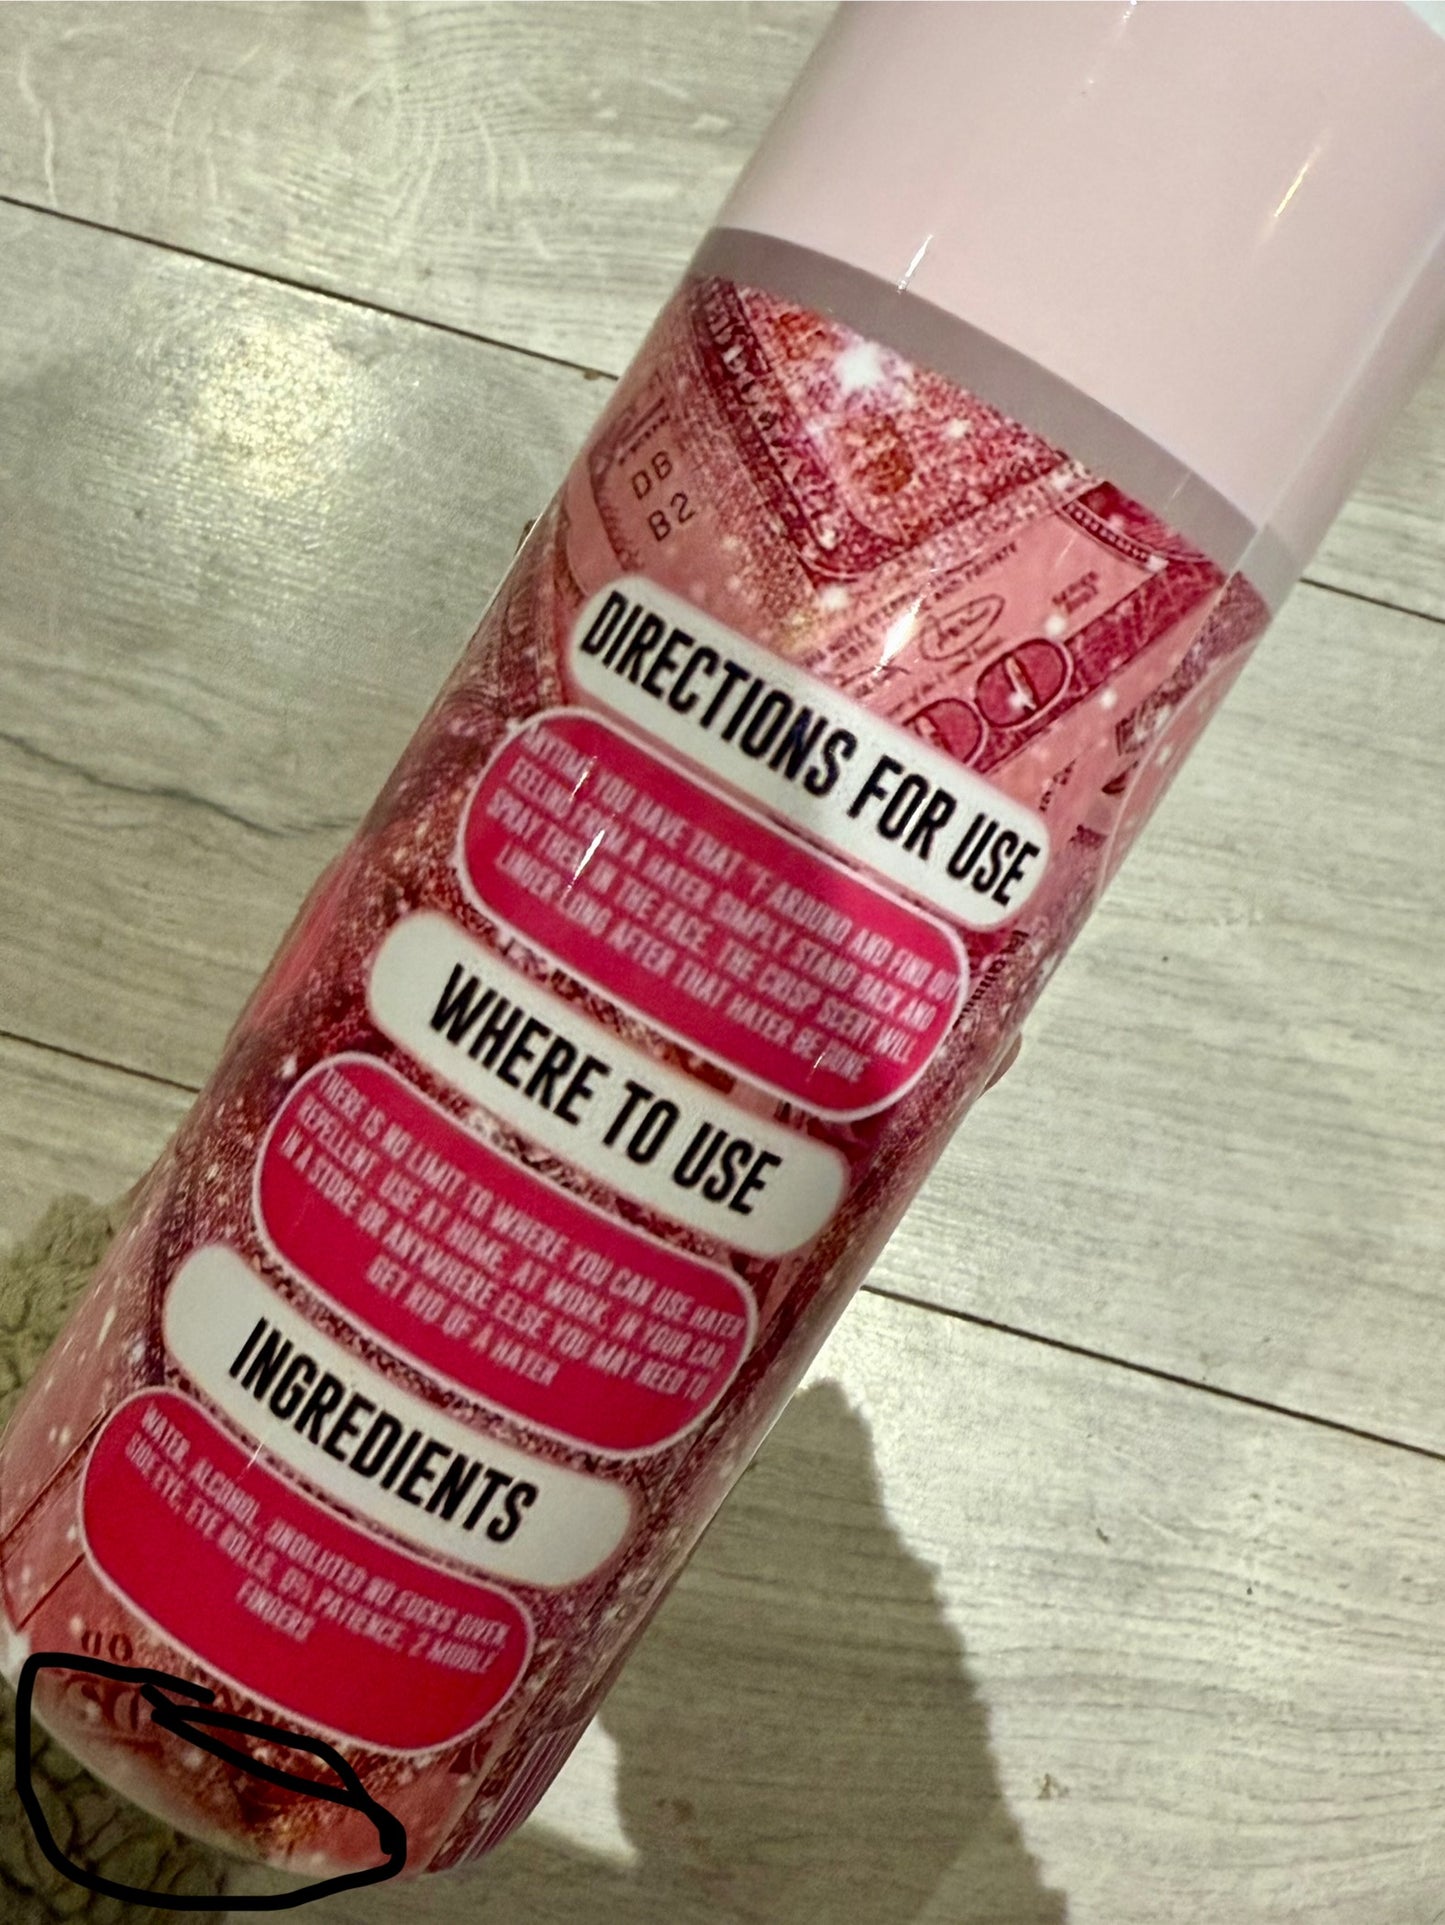 DB
B2
AND PRIVATE
DIRECTIONS FOR USE
ANYTIME YOU HAVE THAT "F AROUND AND FIND OUT"
FEELING FROM A HATER SIMPLY STAND BACK AND
SPRAY THEM IN THE FACE. THE CRISP SCENT WILL
LINGER LONG AFTER THAT HATER BE GONE
WHERE TO USE
THERE IS NO LIMIT TO WHERE YOU CAN USE HATER
REPELLENT. USE AT HOME, AT WORK, IN YOUR CAR,
IN A STORE OR ANYWHERE ELSE YOU MAY NEED TO
GET RID OF A HATER
INGREDIENTS
WATER, ALCOHOL, UNDILUTED NO FUCKS GIVEN
SIDE EYE, EYE ROLLS, 0% PATIENCE, 2 MIDDLE
FINGERS